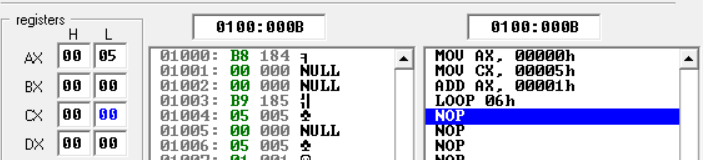 registers
H L
0100:000B
0100:000B
AX 00 05
BX 00 00
CX 00 00
DX 00 00
01000: B8 184 ╕
01001: 00 000 NULL
01002: 00 000 NULL
01003: B9 185 ╣
01004: 05 005 ♣
01005: 00 000 NULL
01006: 05 005 ♣
01007: 01 001 ☺
MOV AX, 00000h
MOV CX, 00005h
ADD AX, 00001h
LOOP 06h
NOP
NOP
NOP
NOP